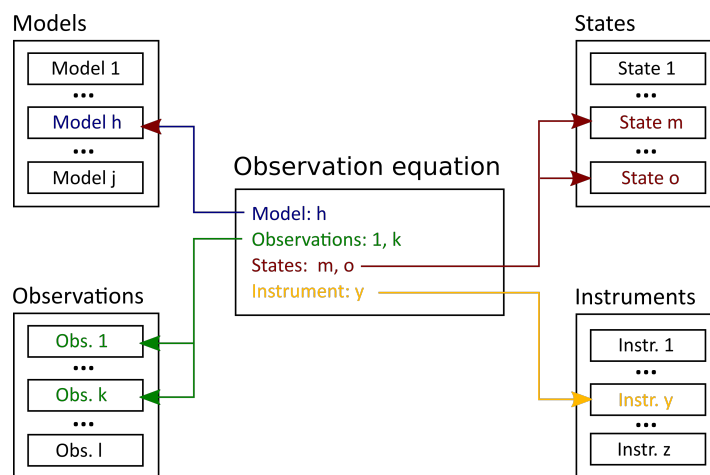 Models
Model 1
...
Model h
...
Model j
States
State 1
...
State m
...
State o
Observation equation
Model: h
Observations: 1, k
States: m, o
Instrument: y
Observations
Obs. 1
...
Obs. k
...
Obs. l
Instruments
Instr. 1
...
Instr. y
...
Instr. z